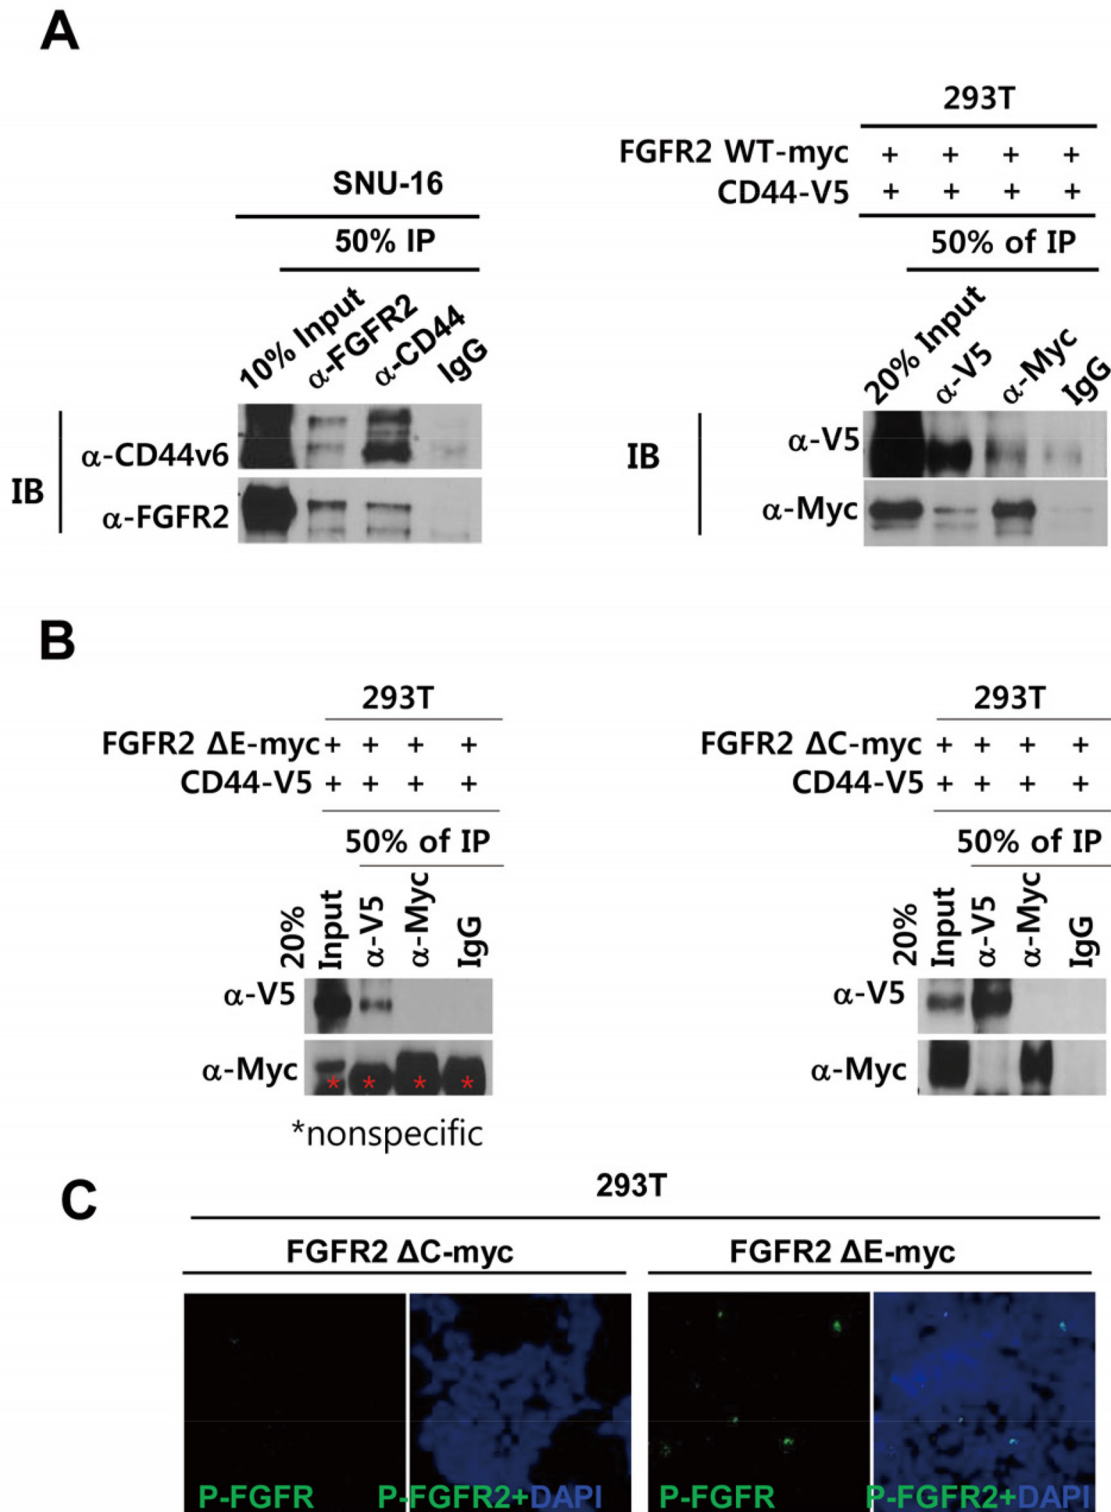 A
SNU-16
50% IP
10% Input
α-FGFR2
α-CD44
IgG
IB
α-CD44v6
α-FGFR2
293T
FGFR2 WT-myc + + + +
CD44-V5 + + + +
50% of IP
20% Input
α-V5
α-Myc
IgG
IB
α-V5
α-Myc
B
293T
FGFR2 ΔE-myc + + + +
CD44-V5 + + + +
50% of IP
20%
Input
α-V5
α-Myc
IgG
α-V5
α-Myc
* * * *
*nonspecific
293T
FGFR2 ΔC-myc + + + +
CD44-V5 + + + +
50% of IP
20%
Input
α-V5
α-Myc
IgG
α-V5
α-Myc
C
293T
FGFR2 ΔC-myc
FGFR2 ΔE-myc
P-FGFR
P-FGFR2+DAPI
P-FGFR
P-FGFR2+DAPI